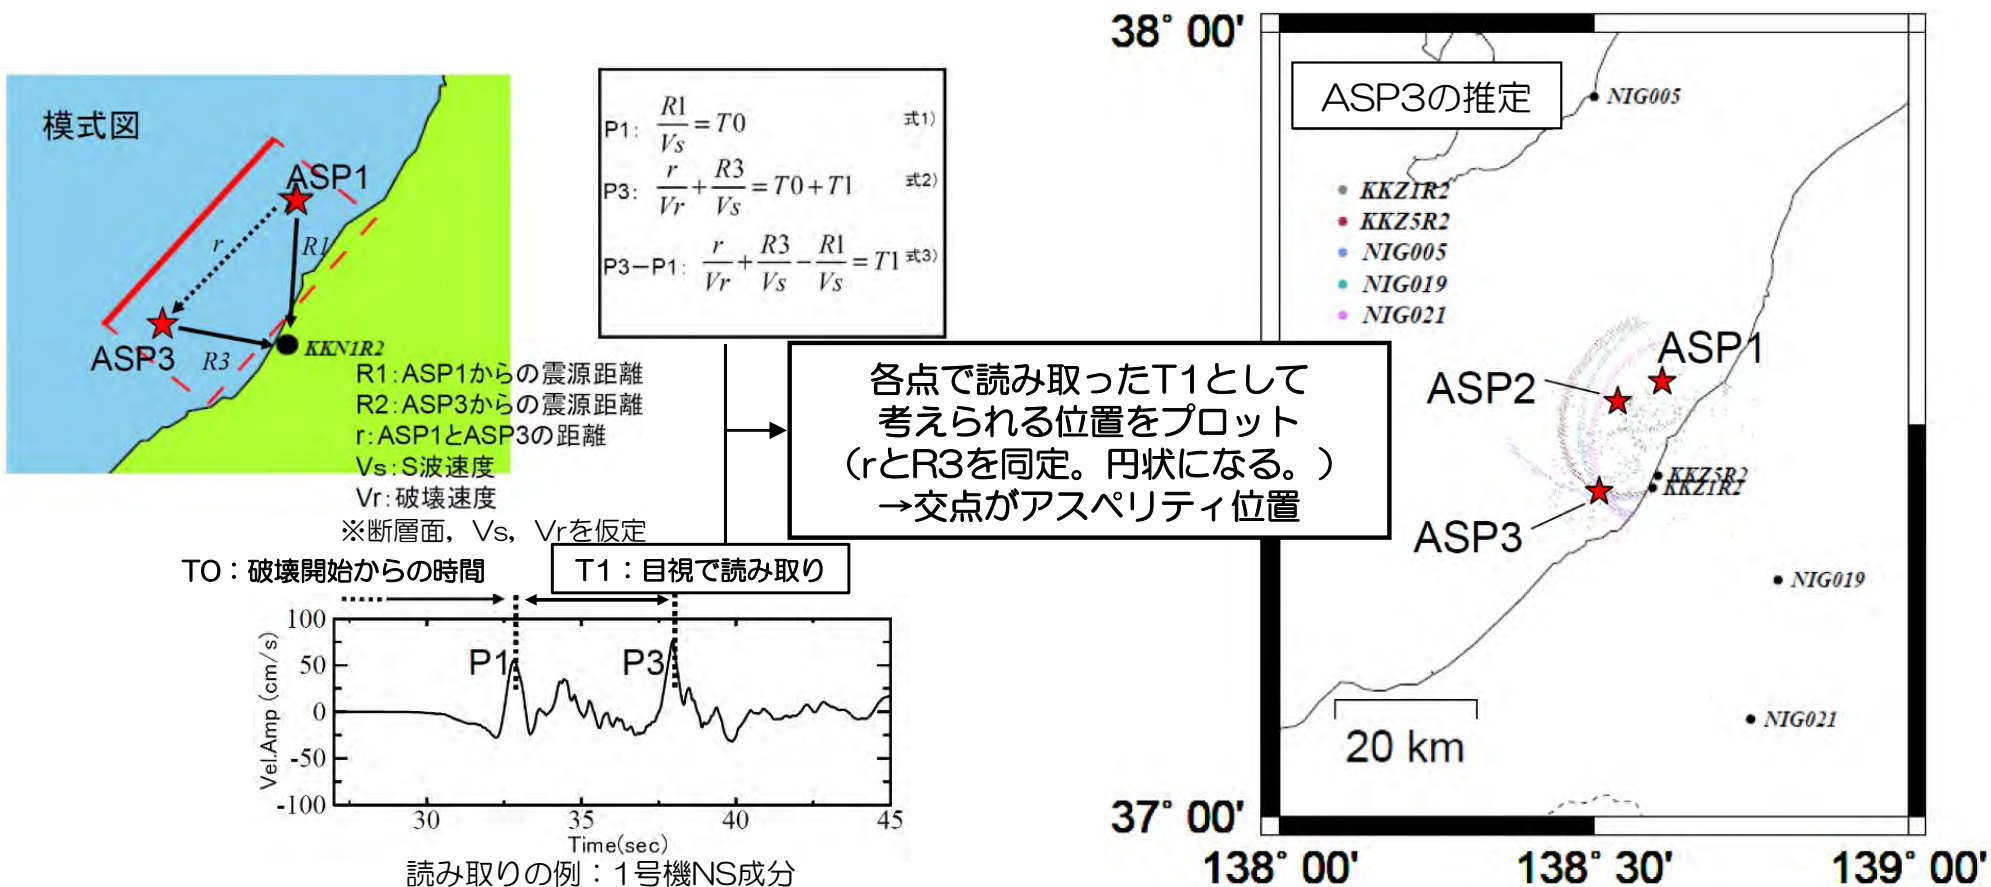 模式図
ASP1
r
R1
ASP3
R3
KKN1R2
R1:ASP1からの震源距離
R2:ASP3からの震源距離
r:ASP1とASP3の距離
Vs:S波速度
Vr:破壊速度
※断層面，Vs，Vrを仮定
P1: R1/Vs = T0 式1)
P3: r/Vr + R3/Vs = T0+T1 式2)
P3−P1: r/Vr + R3/Vs − R1/Vs = T1 式3)
各点で読み取ったT1として
考えられる位置をプロット
（rとR3を同定。円状になる。）
→交点がアスペリティ位置
T0：破壊開始からの時間
T1：目視で読み取り
P1
P3
Vel.Amp (cm/s)
100
50
0
-50
-100
30 35 40 45
Time(sec)
読み取りの例：1号機NS成分
38° 00'
37° 00'
138° 00' 138° 30' 139° 00'
ASP3の推定
KKZ1R2
KKZ5R2
NIG005
NIG019
NIG021
NIG005
ASP1
ASP2
ASP3
KKZ5R2
KKZ1R2
NIG019
NIG021
20 km